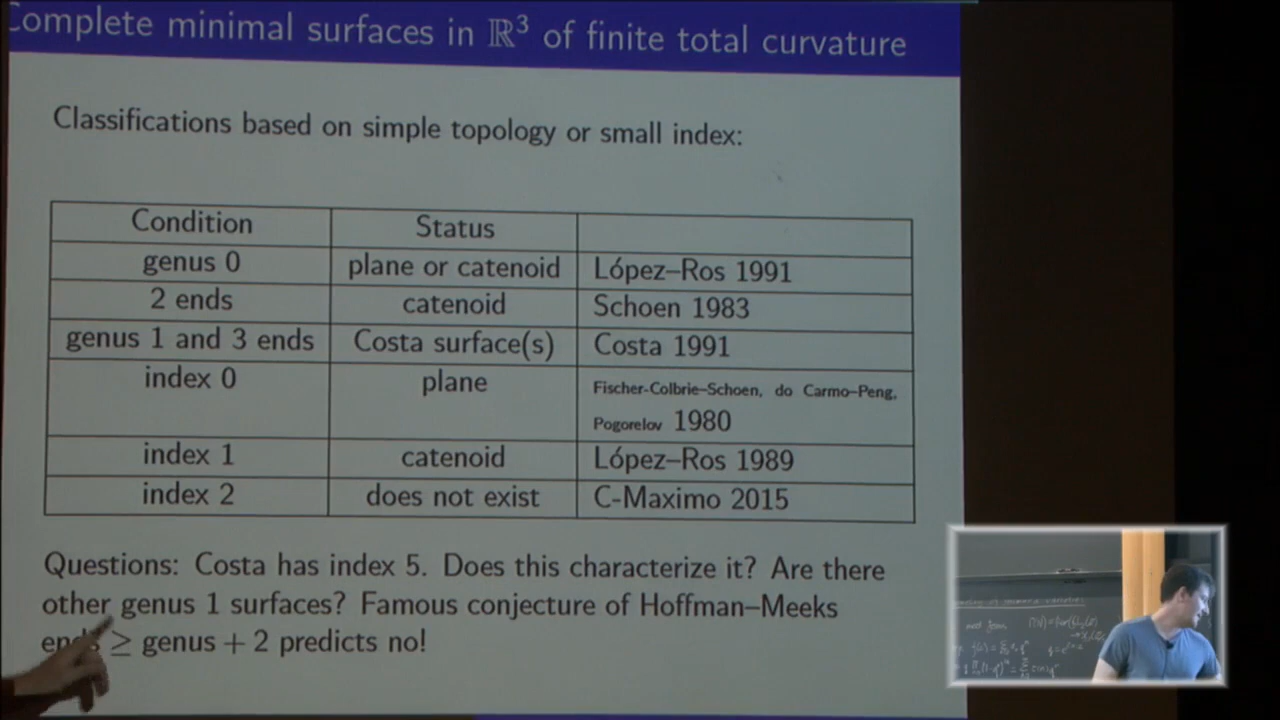 Complete minimal surfaces in ℝ³ of finite total curvature
Classifications based on simple topology or small index:
Condition Status
genus 0 plane or catenoid López–Ros 1991
2 ends catenoid Schoen 1983
genus 1 and 3 ends Costa surface(s) Costa 1991
index 0 plane Fischer-Colbrie–Schoen, do Carmo–Peng,
Pogorelov 1980
index 1 catenoid López–Ros 1989
index 2 does not exist C-Maximo 2015
Questions: Costa has index 5. Does this characterize it? Are there
other genus 1 surfaces? Famous conjecture of Hoffman–Meeks
ends ≥ genus + 2 predicts no!